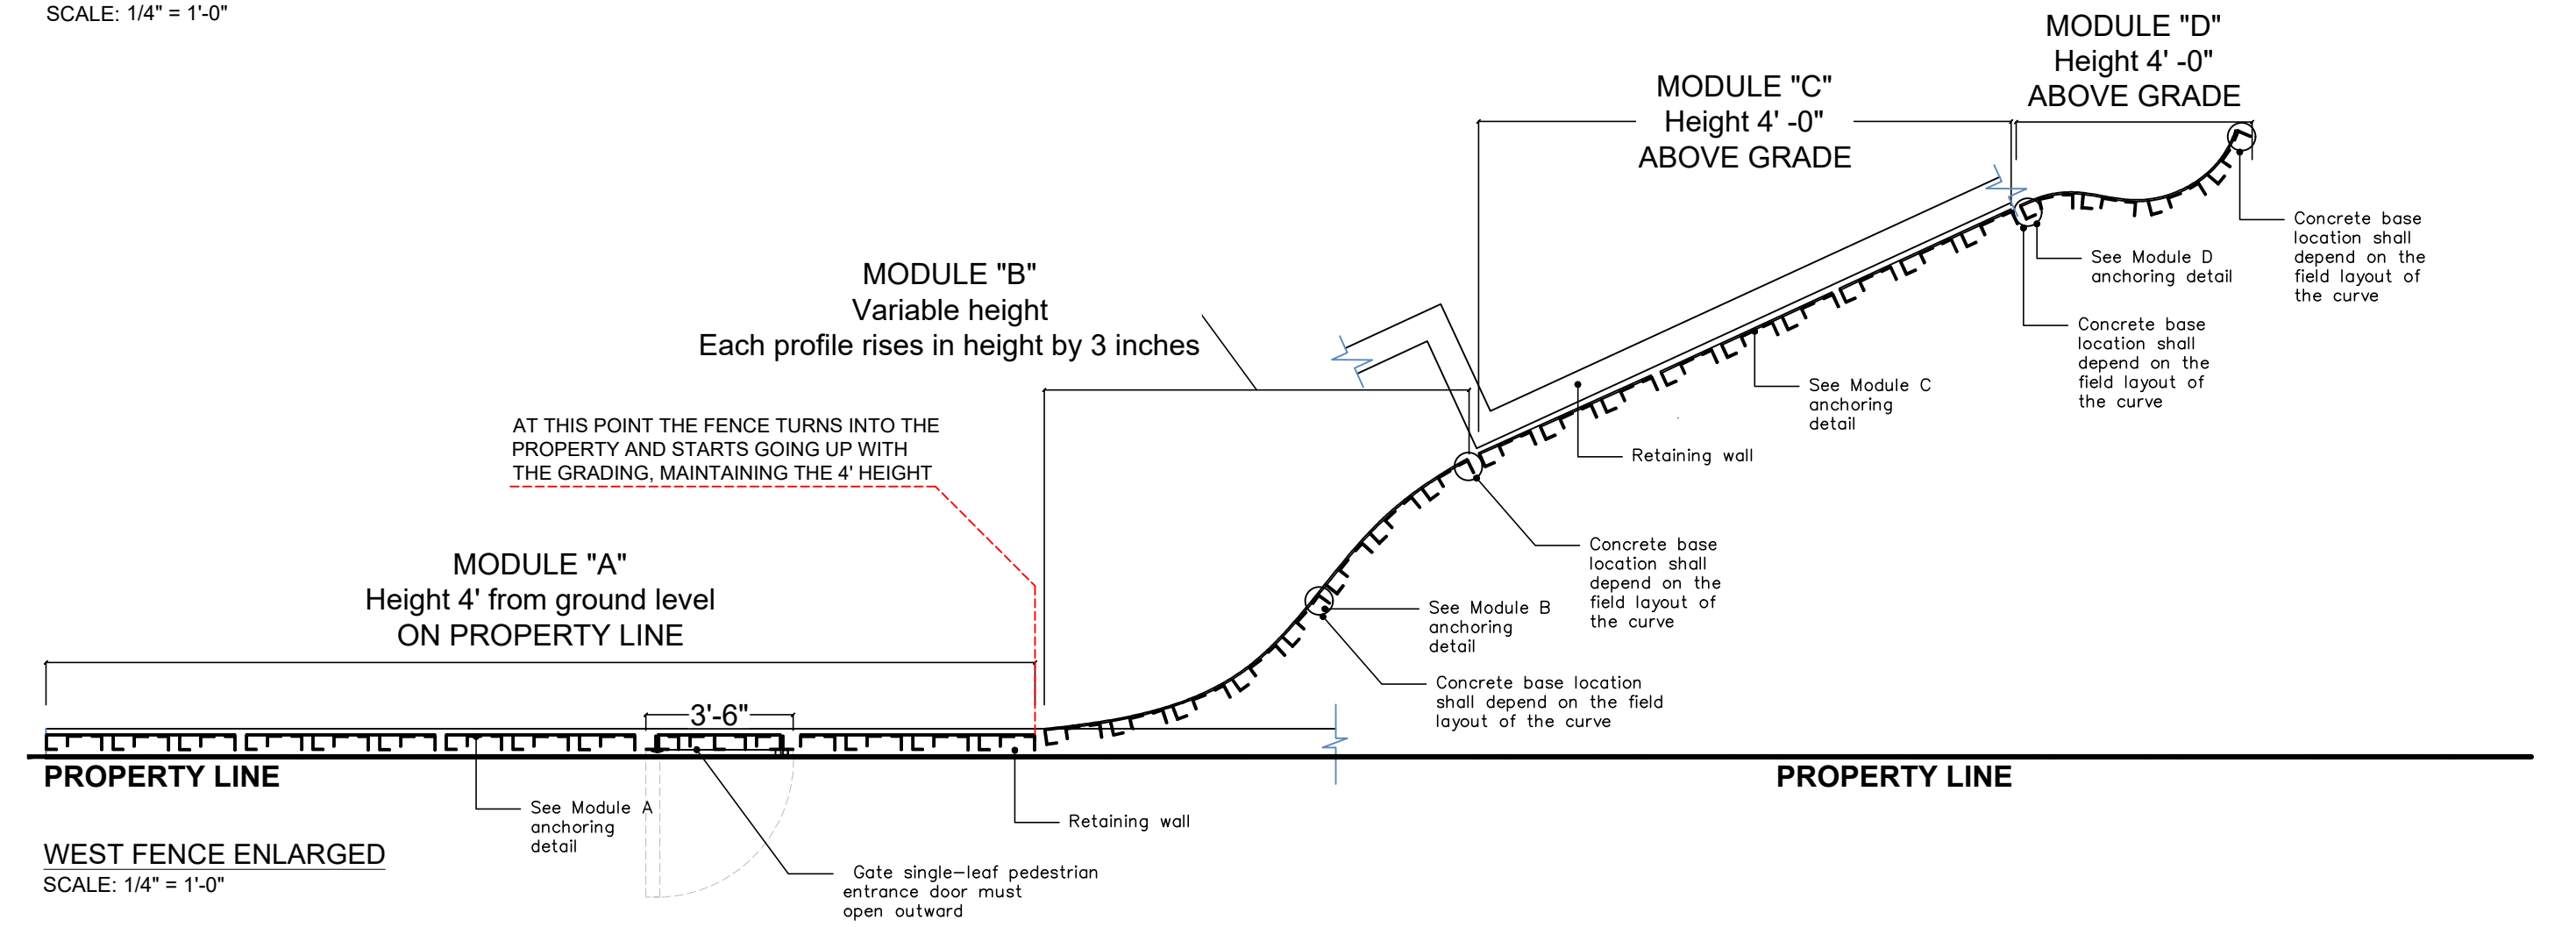 SCALE: 1/4" = 1'-0"
MODULE "D"
Height 4' -0"
ABOVE GRADE
MODULE "C"
Height 4' -0"
ABOVE GRADE
Concrete base
location shall
depend on the
field layout of
the curve
See Module D
anchoring detail
Concrete base
location shall
depend on the
field layout of
the curve
MODULE "B"
Variable height
Each profile rises in height by 3 inches
See Module C
anchoring
detail
Retaining wall
AT THIS POINT THE FENCE TURNS INTO THE
PROPERTY AND STARTS GOING UP WITH
THE GRADING, MAINTAINING THE 4' HEIGHT
Concrete base
location shall
depend on the
field layout of
the curve
MODULE "A"
Height 4' from ground level
ON PROPERTY LINE
See Module B
anchoring
detail
Concrete base location
shall depend on the field
layout of the curve
3'-6"
PROPERTY LINE
PROPERTY LINE
See Module A
anchoring
detail
Retaining wall
Gate single-leaf pedestrian
entrance door must
open outward
WEST FENCE ENLARGED
SCALE: 1/4" = 1'-0"